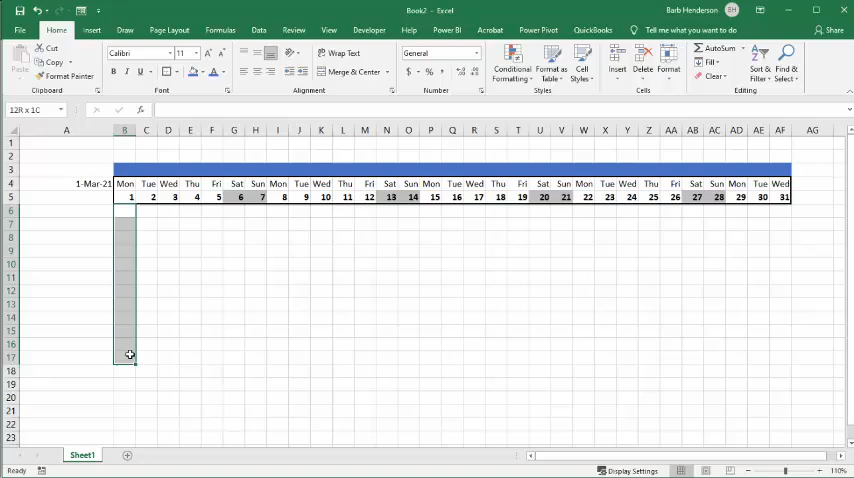 Book2 – Excel
Barb Henderson BH
File Home Insert Draw Page Layout Formulas Data Review View Developer Help Power BI Acrobat Power Pivot QuickBooks Tell me what you want to do Share
Paste
Cut
Copy
Format Painter
Clipboard
Calibri 11
B I U
Font
Wrap Text
Merge & Center
Alignment
General
$ % ,
Number
Conditional Formatting
Format as Table
Cell Styles
Styles
Insert
Delete
Format
Cells
AutoSum
Fill
Clear
Sort & Filter
Find & Select
Editing
12R x 1C fx
A B C D E F G H I J K L M N O P Q R S T U V W X Y Z AA AB AC AD AE AF AG
1
2
3
4 1-Mar-21 Mon Tue Wed Thu Fri Sat Sun Mon Tue Wed Thu Fri Sat Sun Mon Tue Wed Thu Fri Sat Sun Mon Tue Wed Thu Fri Sat Sun Mon Tue Wed
5 1 2 3 4 5 6 7 8 9 10 11 12 13 14 15 16 17 18 19 20 21 22 23 24 25 26 27 28 29 30 31
6
7
8
9
10
11
12
13
14
15
16
17
18
19
20
21
22
23
Sheet1
Ready Display Settings 110%